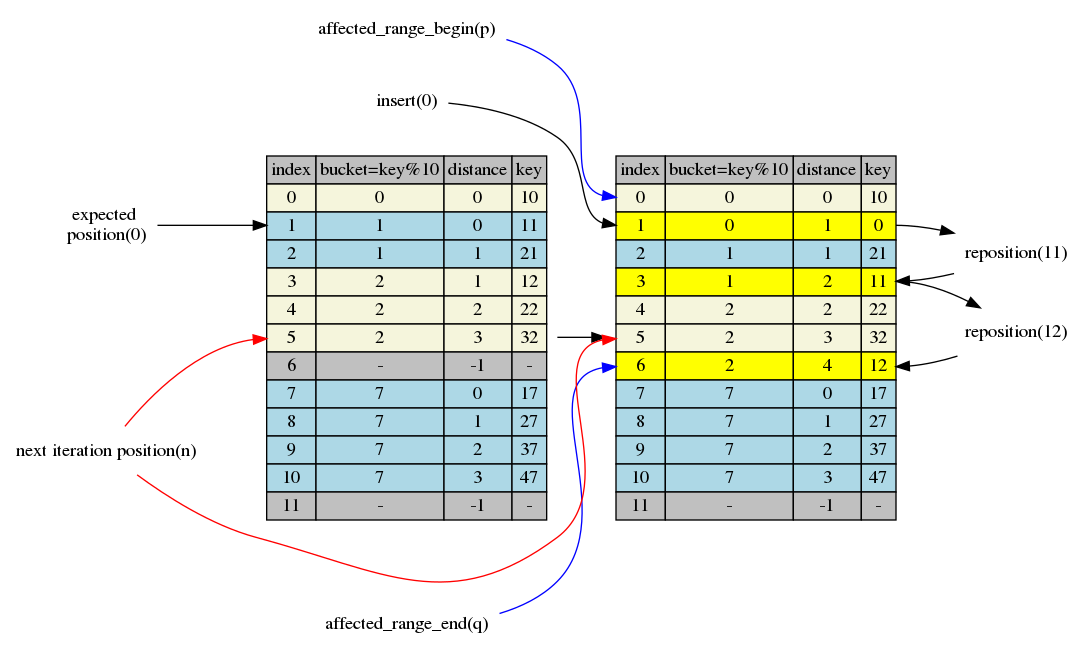 affected_range_begin(p)
insert(0)
index bucket=key%10 distance key
0 0 0 10
1 1 0 11
2 1 1 21
3 2 1 12
4 2 2 22
5 2 3 32
6 - -1 -
7 7 0 17
8 7 1 27
9 7 2 37
10 7 3 47
11 - -1 -
index bucket=key%10 distance key
0 0 0 10
1 0 1 0
2 1 1 21
3 1 2 11
4 2 2 22
5 2 3 32
6 2 4 12
7 7 0 17
8 7 1 27
9 7 2 37
10 7 3 47
11 - -1 -
expected
position(0)
reposition(11)
reposition(12)
next iteration position(n)
affected_range_end(q)